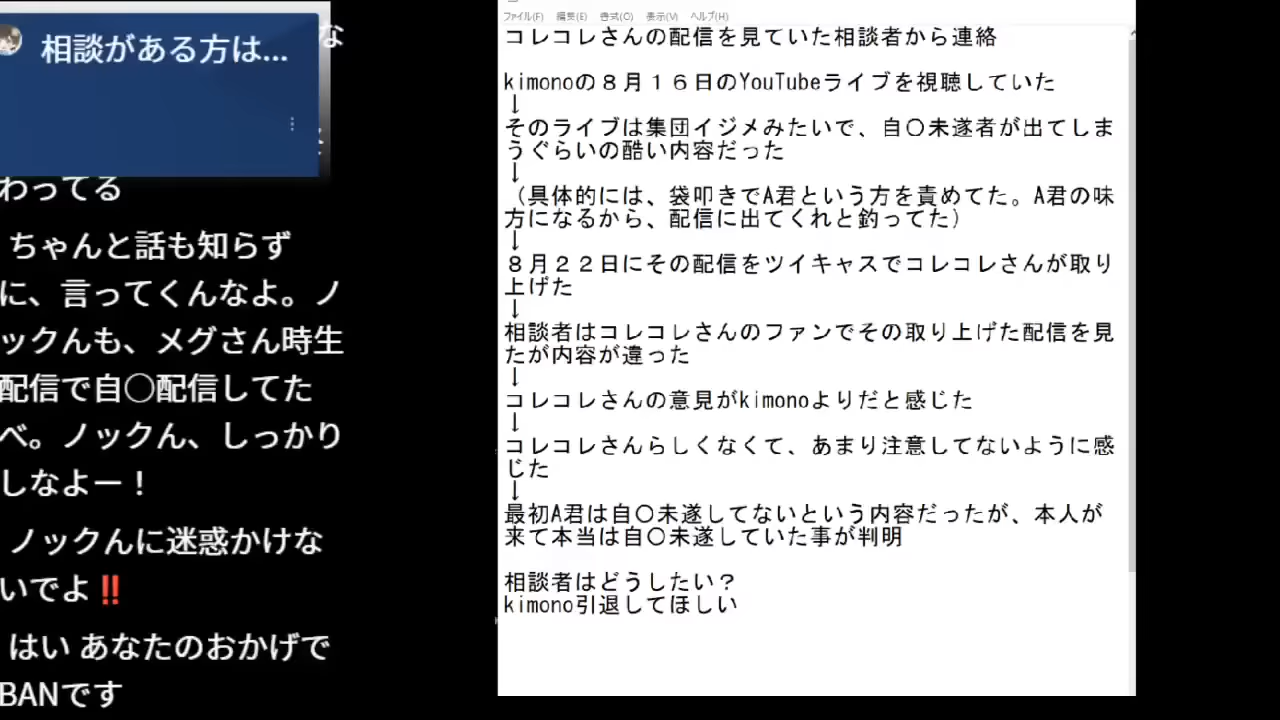 相談がある方は...
な
わってる
ちゃんと話も知らず
に、言ってくんなよ。ノ
ックんも、メグさん時生
配信で自〇配信してた
べ。ノックん、しっかり
しなよー！
ノックんに迷惑かけな
いでよ‼️
はい あなたのおかげで
BANです
ファイル(F) 編集(E) 書式(O) 表示(V) ヘルプ(H)
コレコレさんの配信を見ていた相談者から連絡
kimonoの８月１６日のYouTubeライブを視聴していた
↓
そのライブは集団イジメみたいで、自〇未遂者が出てしま
うぐらいの酷い内容だった
↓
（具体的には、袋叩きでA君という方を責めてた。A君の味
方になるから、配信に出てくれと釣ってた）
↓
８月２２日にその配信をツイキャスでコレコレさんが取り
上げた
↓
相談者はコレコレさんのファンでその取り上げた配信を見
たが内容が違った
↓
コレコレさんの意見がkimonoよりだと感じた
↓
コレコレさんらしくなくて、あまり注意してないように感
じた
↓
最初A君は自〇未遂してないという内容だったが、本人が
来て本当は自〇未遂していた事が判明
相談者はどうしたい？
kimono引退してほしい